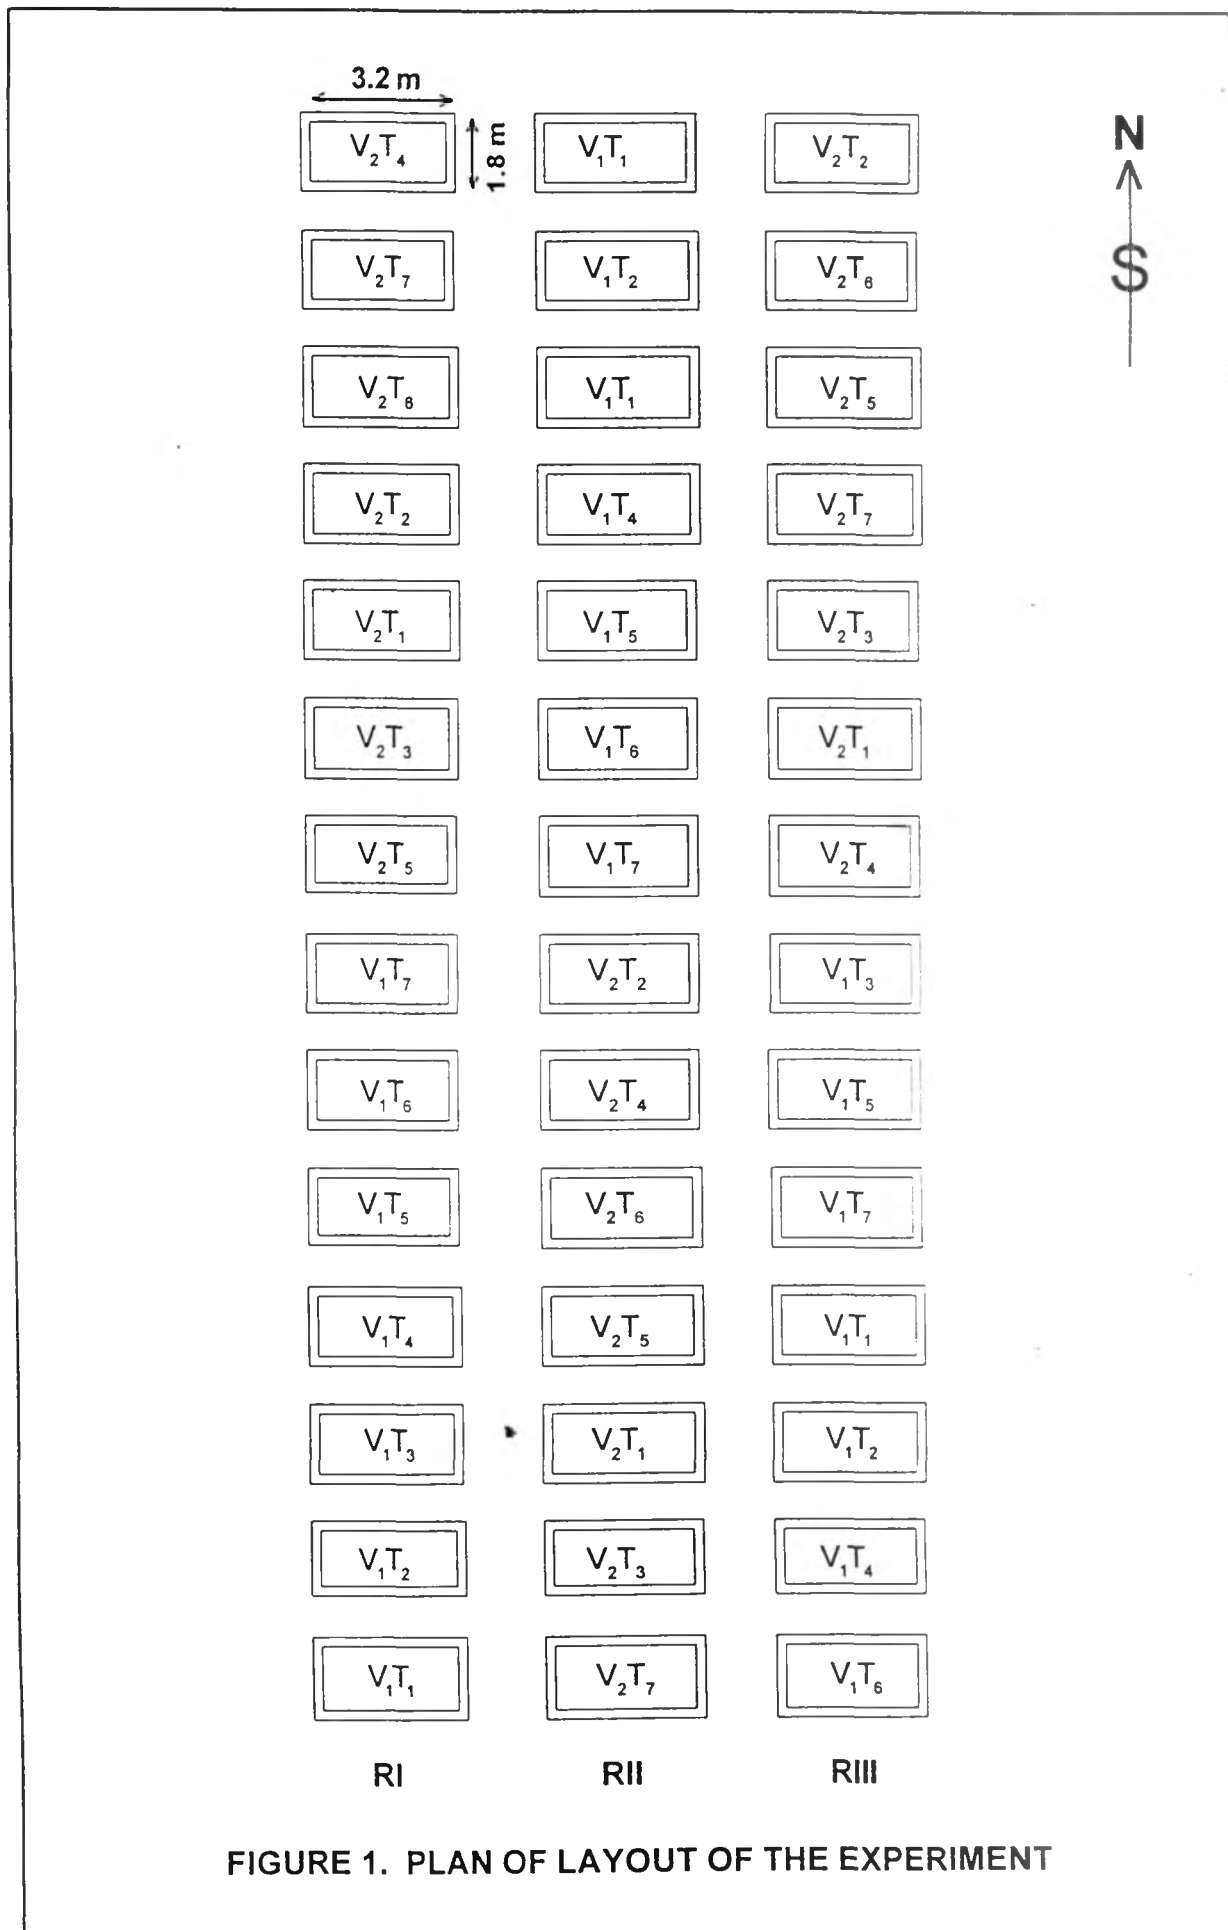 3.2 m
1.8 m
N
S
V₂T₄ V₁T₁ V₂T₂
V₂T₇ V₁T₂ V₂T₆
V₂T₆ V₁T₁ V₂T₅
V₂T₂ V₁T₄ V₂T₇
V₂T₁ V₁T₅ V₂T₃
V₂T₃ V₁T₆ V₂T₁
V₂T₅ V₁T₇ V₂T₄
V₁T₇ V₂T₂ V₁T₃
V₁T₆ V₂T₄ V₁T₅
V₁T₅ V₂T₆ V₁T₇
V₁T₄ V₂T₅ V₁T₁
V₁T₃ V₂T₁ V₁T₂
V₁T₂ V₂T₃ V₁T₄
V₁T₁ V₂T₇ V₁T₆
RI RII RIII
FIGURE 1. PLAN OF LAYOUT OF THE EXPERIMENT